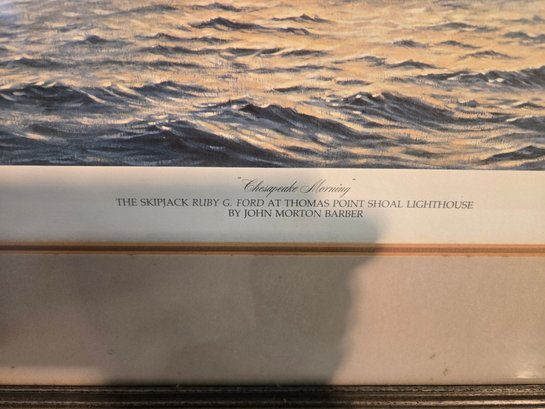 "Chesapeake Morning"
THE SKIPJACK RUBY G. FORD AT THOMAS POINT SHOAL LIGHTHOUSE
BY JOHN MORTON BARBER